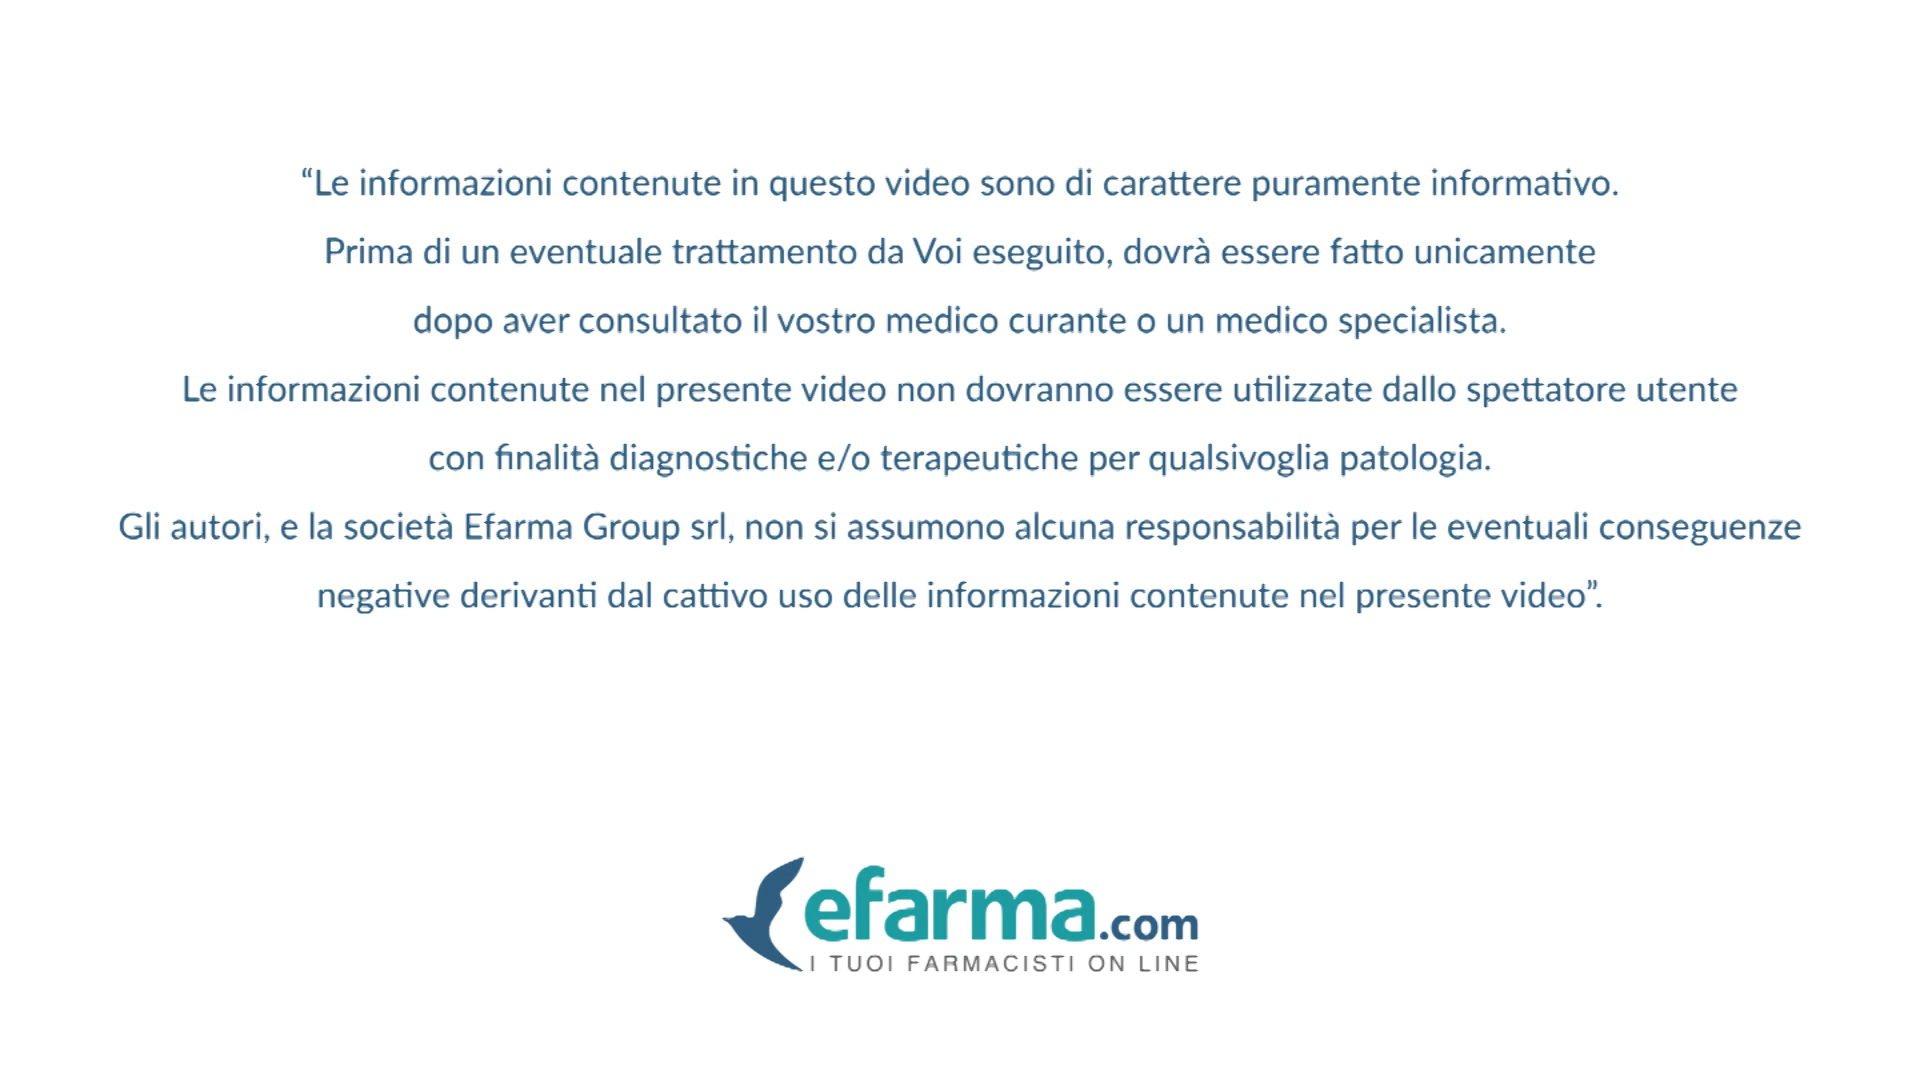 “Le informazioni contenute in questo video sono di carattere puramente informativo.
Prima di un eventuale trattamento da Voi eseguito, dovrà essere fatto unicamente
dopo aver consultato il vostro medico curante o un medico specialista.
Le informazioni contenute nel presente video non dovranno essere utilizzate dallo spettatore utente
con finalità diagnostiche e/o terapeutiche per qualsivoglia patologia.
Gli autori, e la società Efarma Group srl, non si assumono alcuna responsabilità per le eventuali conseguenze
negative derivanti dal cattivo uso delle informazioni contenute nel presente video”.
efarma.com
I TUOI FARMACISTI ON LINE